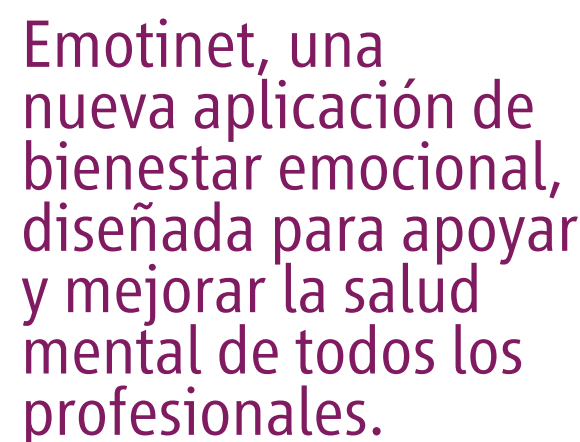 Emotinet, una
nueva aplicación de
bienestar emocional,
diseñada para apoyar
y mejorar la salud
mental de todos los
profesionales.